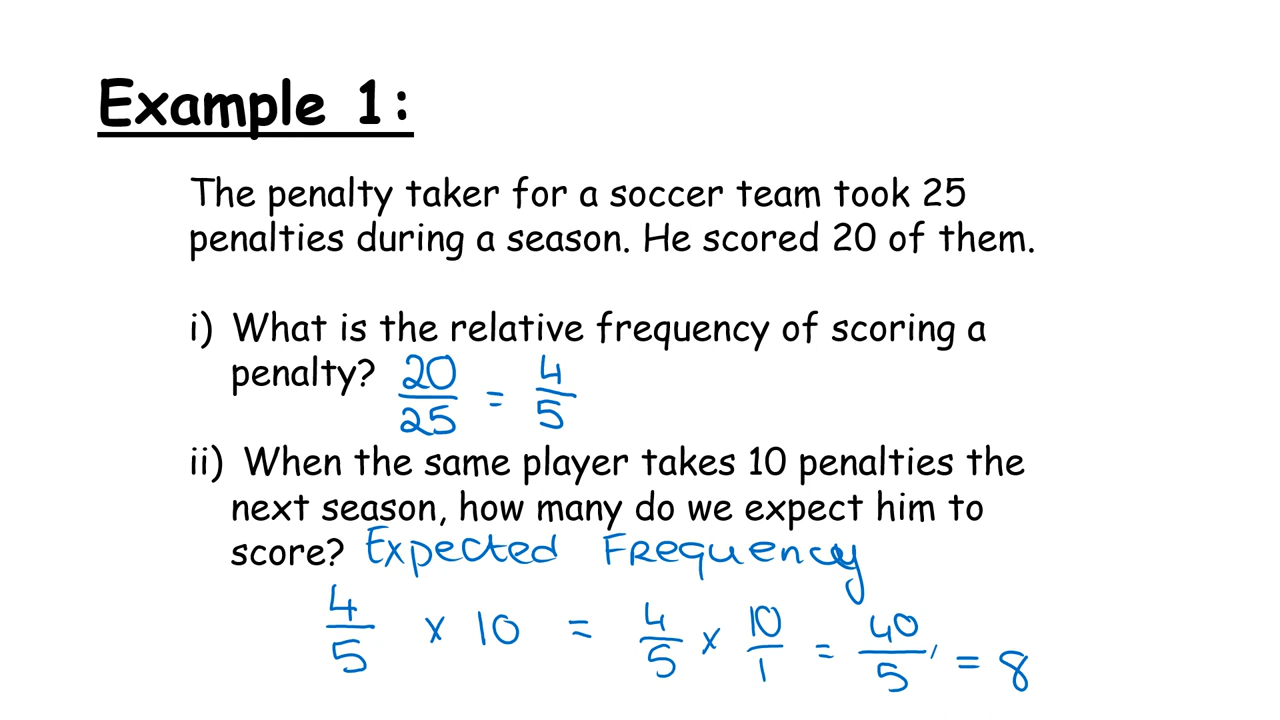 Example 1:
The penalty taker for a soccer team took 25
penalties during a season. He scored 20 of them.
i) What is the relative frequency of scoring a
penalty? 20/25 = 4/5
ii) When the same player takes 10 penalties the
next season, how many do we expect him to
score? Expected Frequency
4/5 × 10 = 4/5 × 10/1 = 40/5 = 8